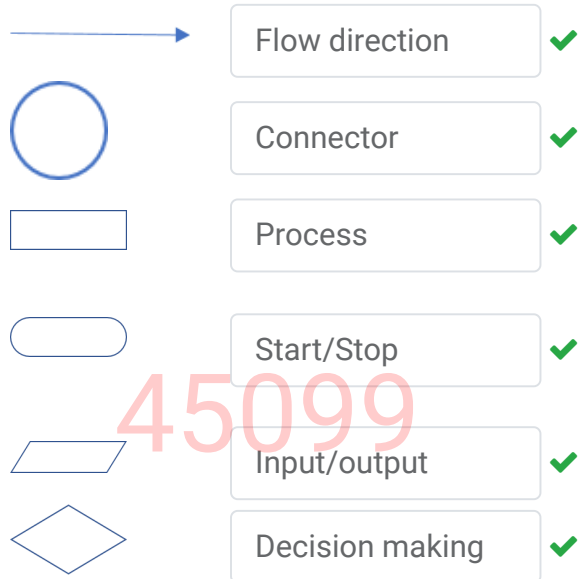 Flow direction
Connector
Process
Start/Stop
45099
Input/output
Decision making